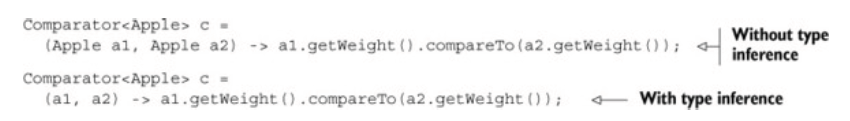 Comparator<Apple> c =
(Apple a1, Apple a2) -> a1.getWeight().compareTo(a2.getWeight()); Without type
inference
Comparator<Apple> c =
(a1, a2) -> a1.getWeight().compareTo(a2.getWeight()); With type inference